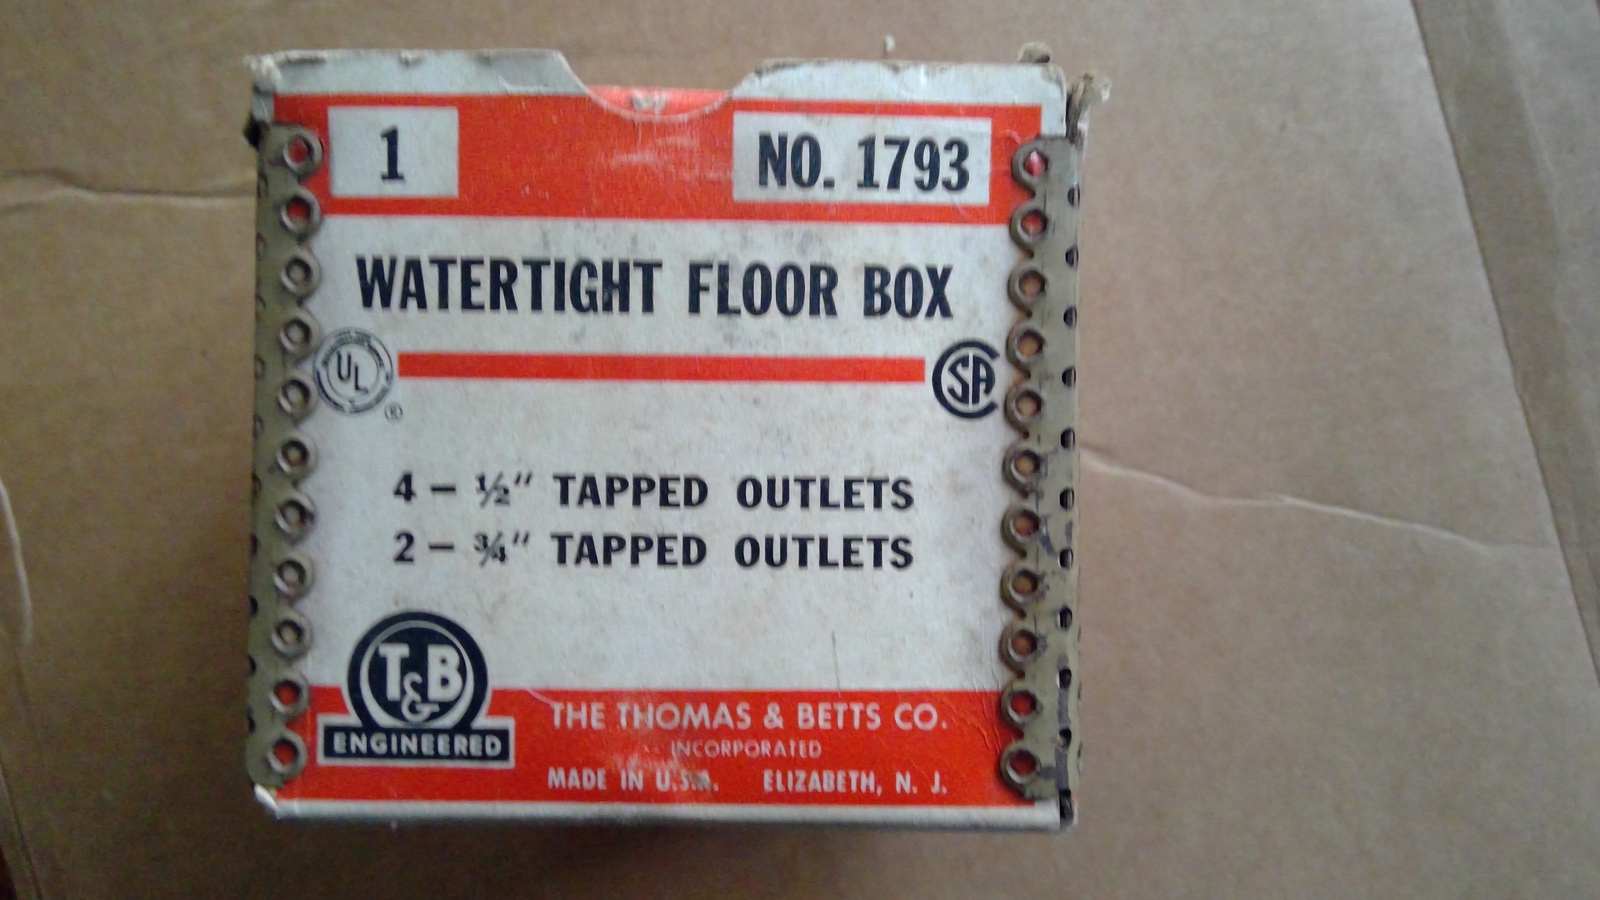 1 NO. 1793
WATERTIGHT FLOOR BOX
UL ® CSA
4 – ½" TAPPED OUTLETS
2 – ¾" TAPPED OUTLETS
T&B
ENGINEERED
THE THOMAS & BETTS CO.
INCORPORATED
MADE IN U.S.A. ELIZABETH, N. J.